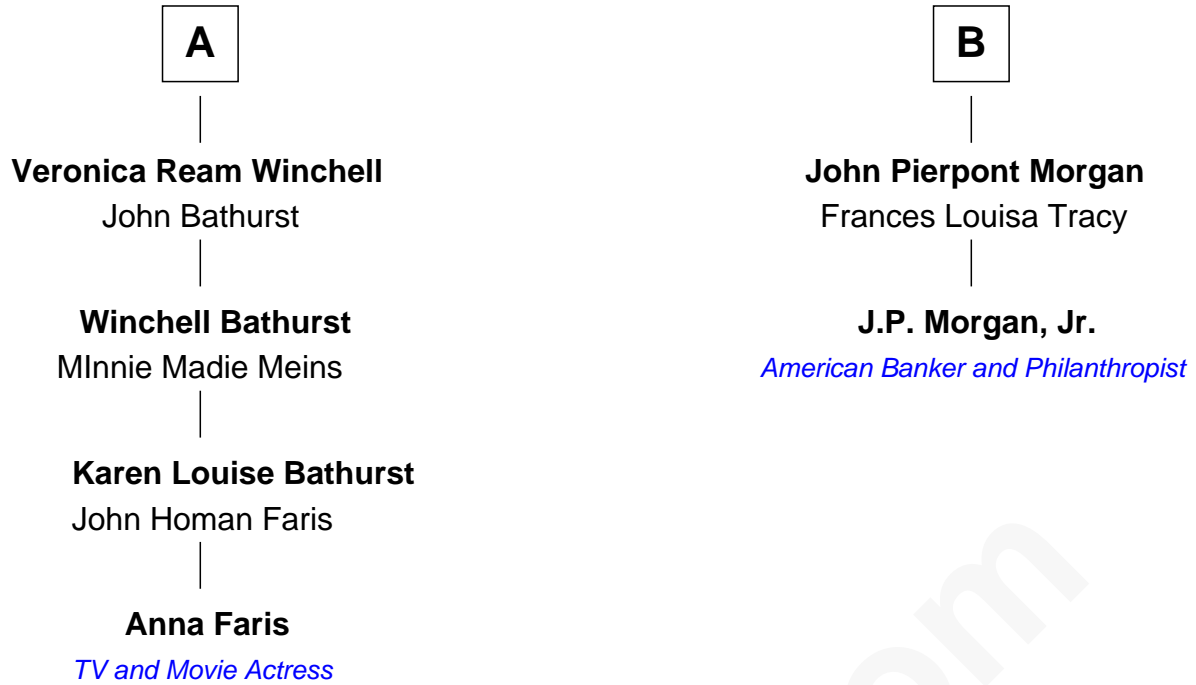 A
Veronica Ream Winchell
John Bathurst
Winchell Bathurst
MInnie Madie Meins
Karen Louise Bathurst
John Homan Faris
Anna Faris
TV and Movie Actress
B
John Pierpont Morgan
Frances Louisa Tracy
J.P. Morgan, Jr.
American Banker and Philanthropist
om